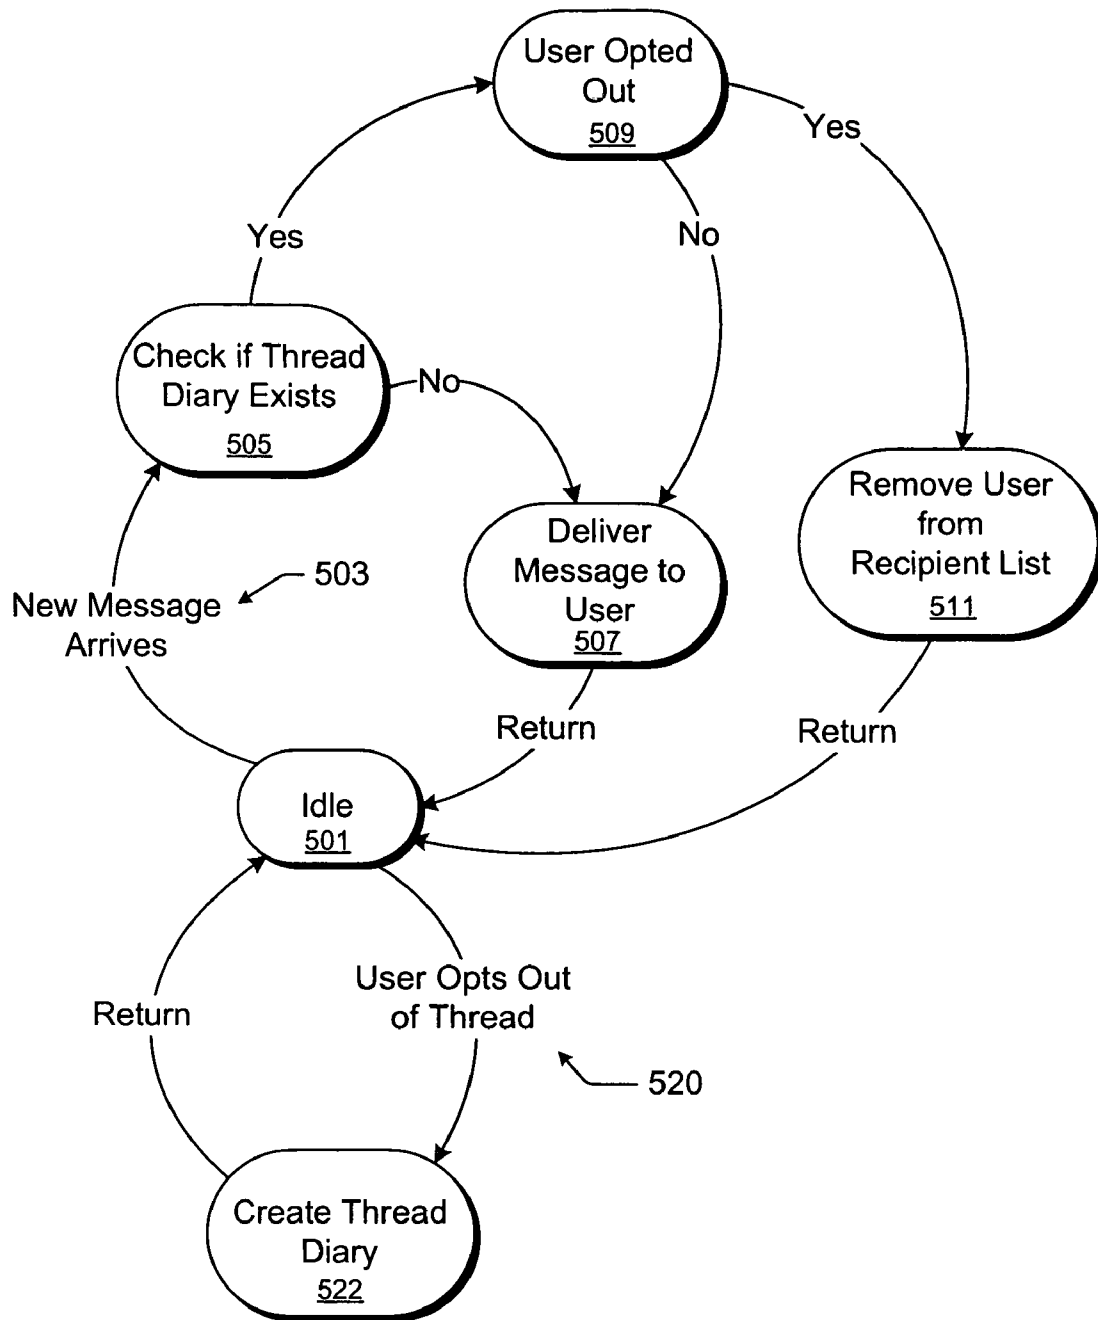 User Opted
Out
509
Yes
Yes
No
Check if Thread
Diary Exists
505
No
Remove User
from
Recipient List
511
Deliver
Message to
User
507
503
New Message
Arrives
Return
Return
Idle
501
User Opts Out
of Thread
Return
520
Create Thread
Diary
522